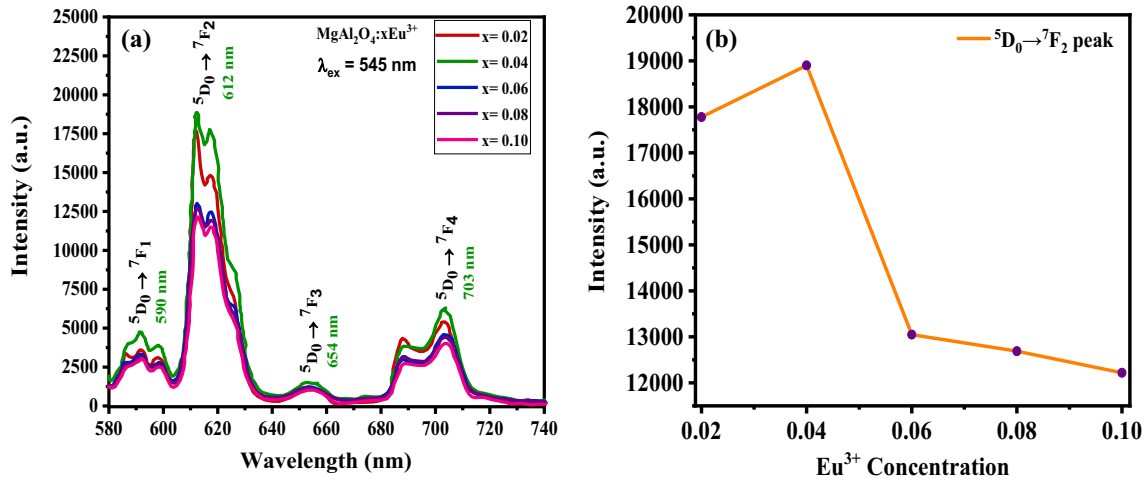 (a)
MgAl₂O₄:xEu³⁺
λex = 545 nm
x= 0.02
x= 0.04
x= 0.06
x= 0.08
x= 0.10
⁵D₀→⁷F₁
590 nm
⁵D₀→⁷F₂
612 nm
⁵D₀→⁷F₃
654 nm
⁵D₀→⁷F₄
703 nm
25000
22500
20000
17500
15000
12500
10000
7500
5000
2500
0
Intensity (a.u.)
580 600 620 640 660 680 700 720 740
Wavelength (nm)
(b)
⁵D₀→⁷F₂ peak
20000
19000
18000
17000
16000
15000
14000
13000
12000
Intensity (a.u.)
0.02 0.04 0.06 0.08 0.10
Eu³⁺ Concentration